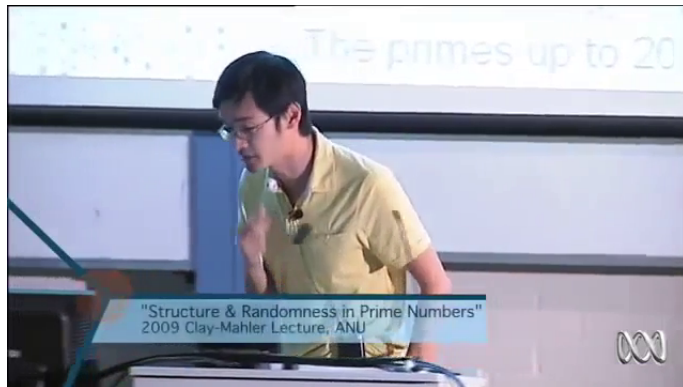 The primes up to 20
"Structure & Randomness in Prime Numbers"
2009 Clay-Mahler Lecture, ANU